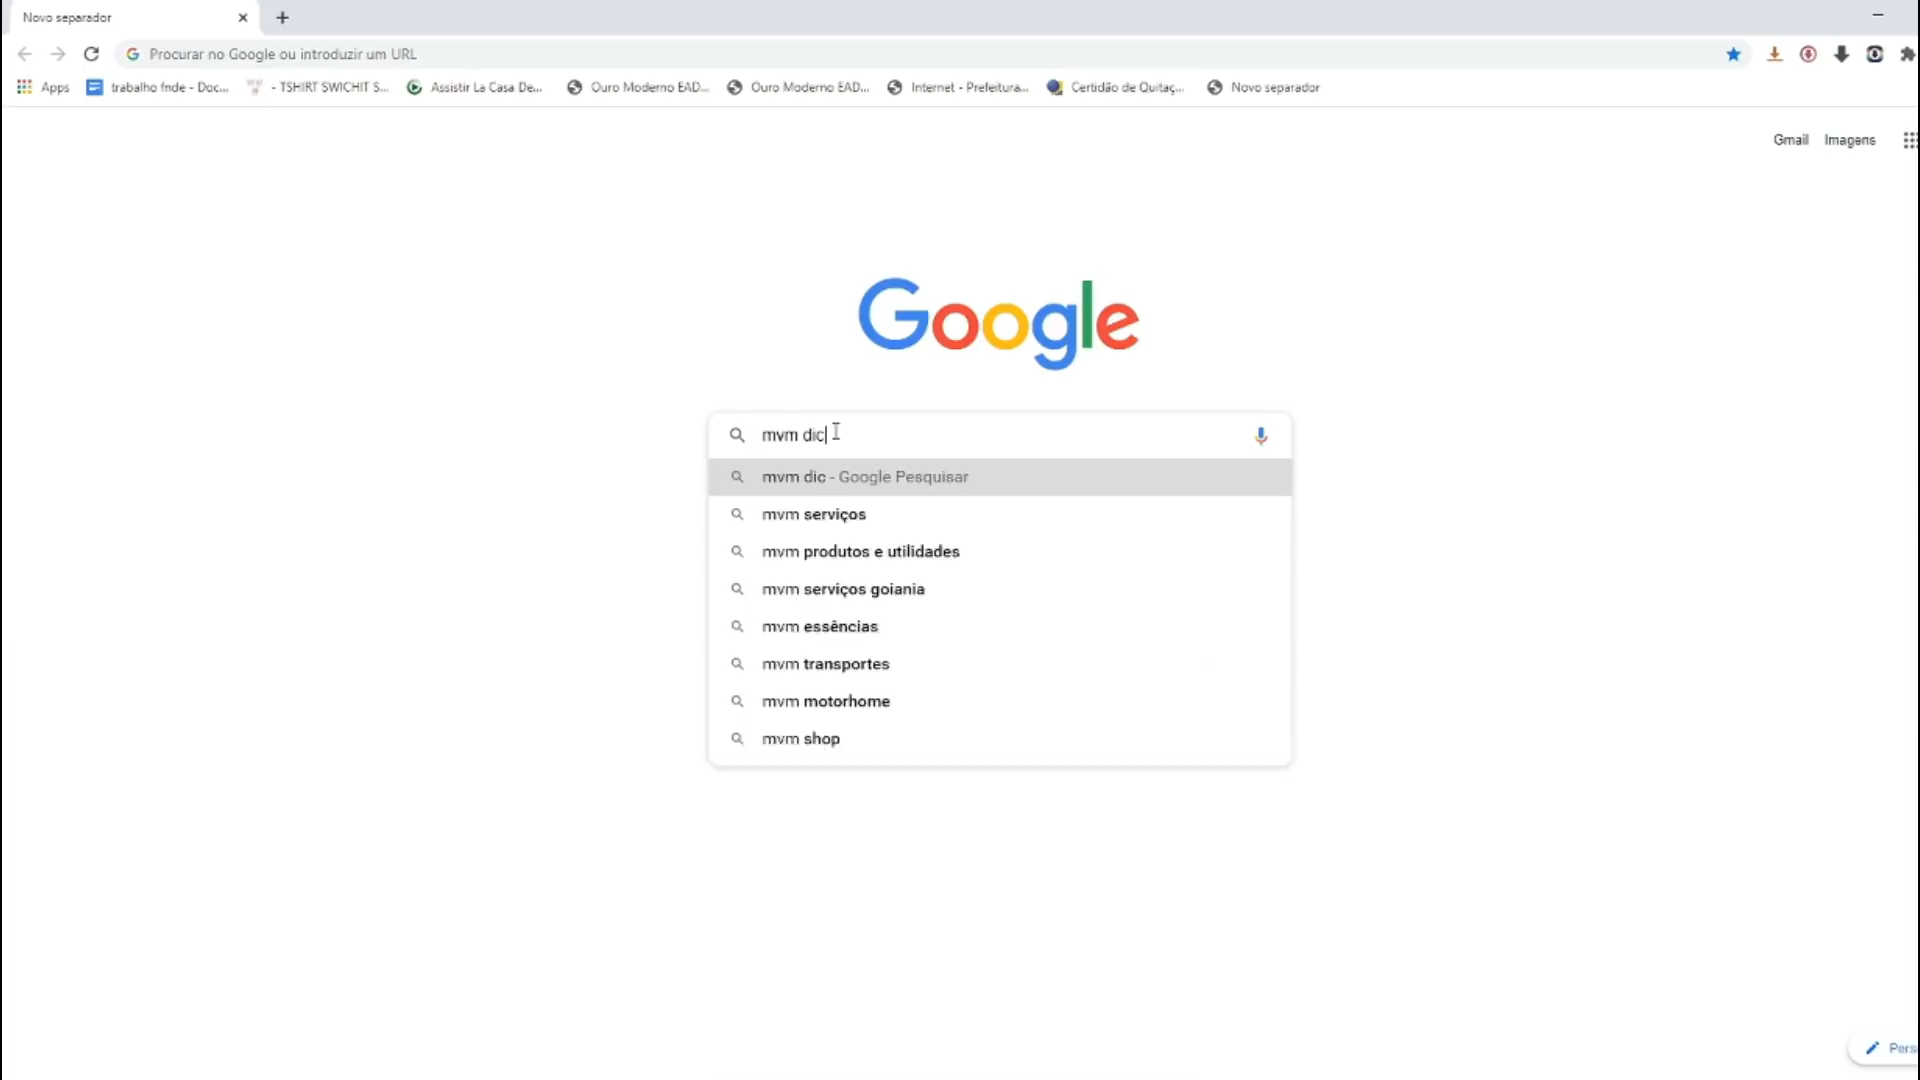 Novo separador
Procurar no Google ou introduzir um URL
Apps trabalho fnde - Doc... - TSHIRT SWICHIT S... Assistir La Casa De... Ouro Moderno EAD... Ouro Moderno EAD... Internet - Prefeitura... Certidão de Quitaç... Novo separador
Gmail Imagens
Google
mvm dic
mvm dic - Google Pesquisar
mvm serviços
mvm produtos e utilidades
mvm serviços goiania
mvm essências
mvm transportes
mvm motorhome
mvm shop
Pers